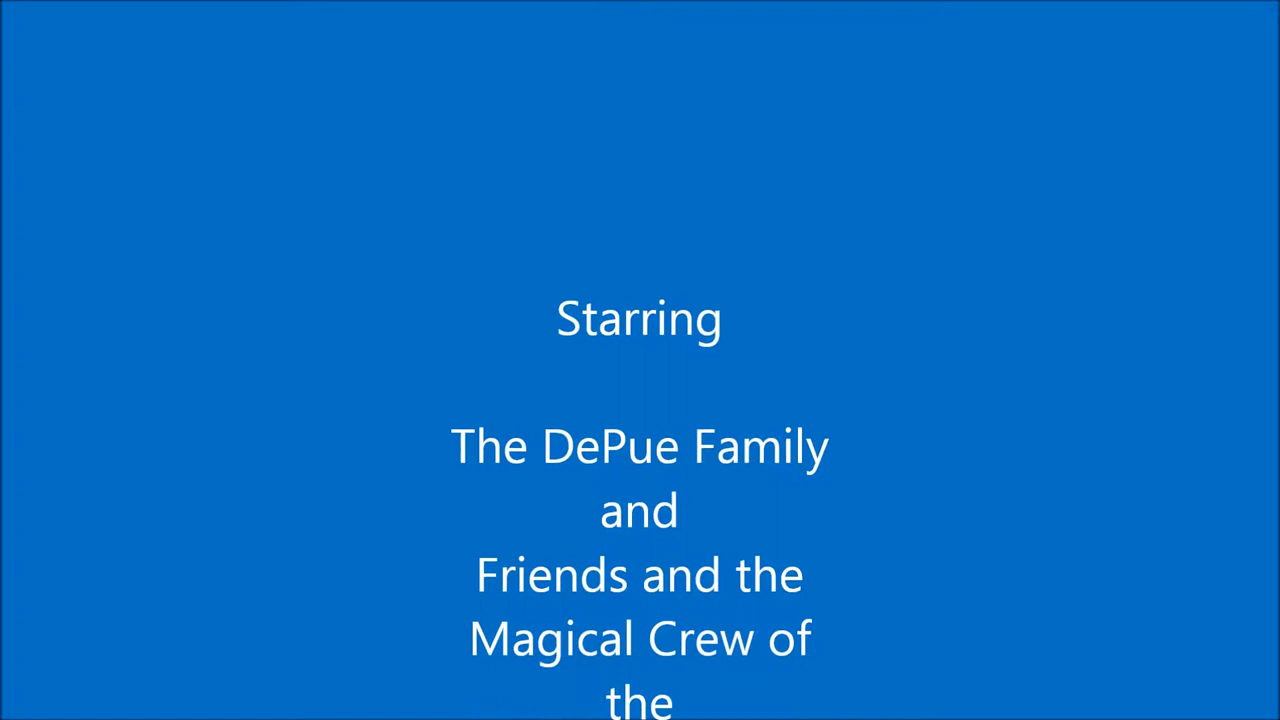 Starring
The DePue Family
and
Friends and the
Magical Crew of
the